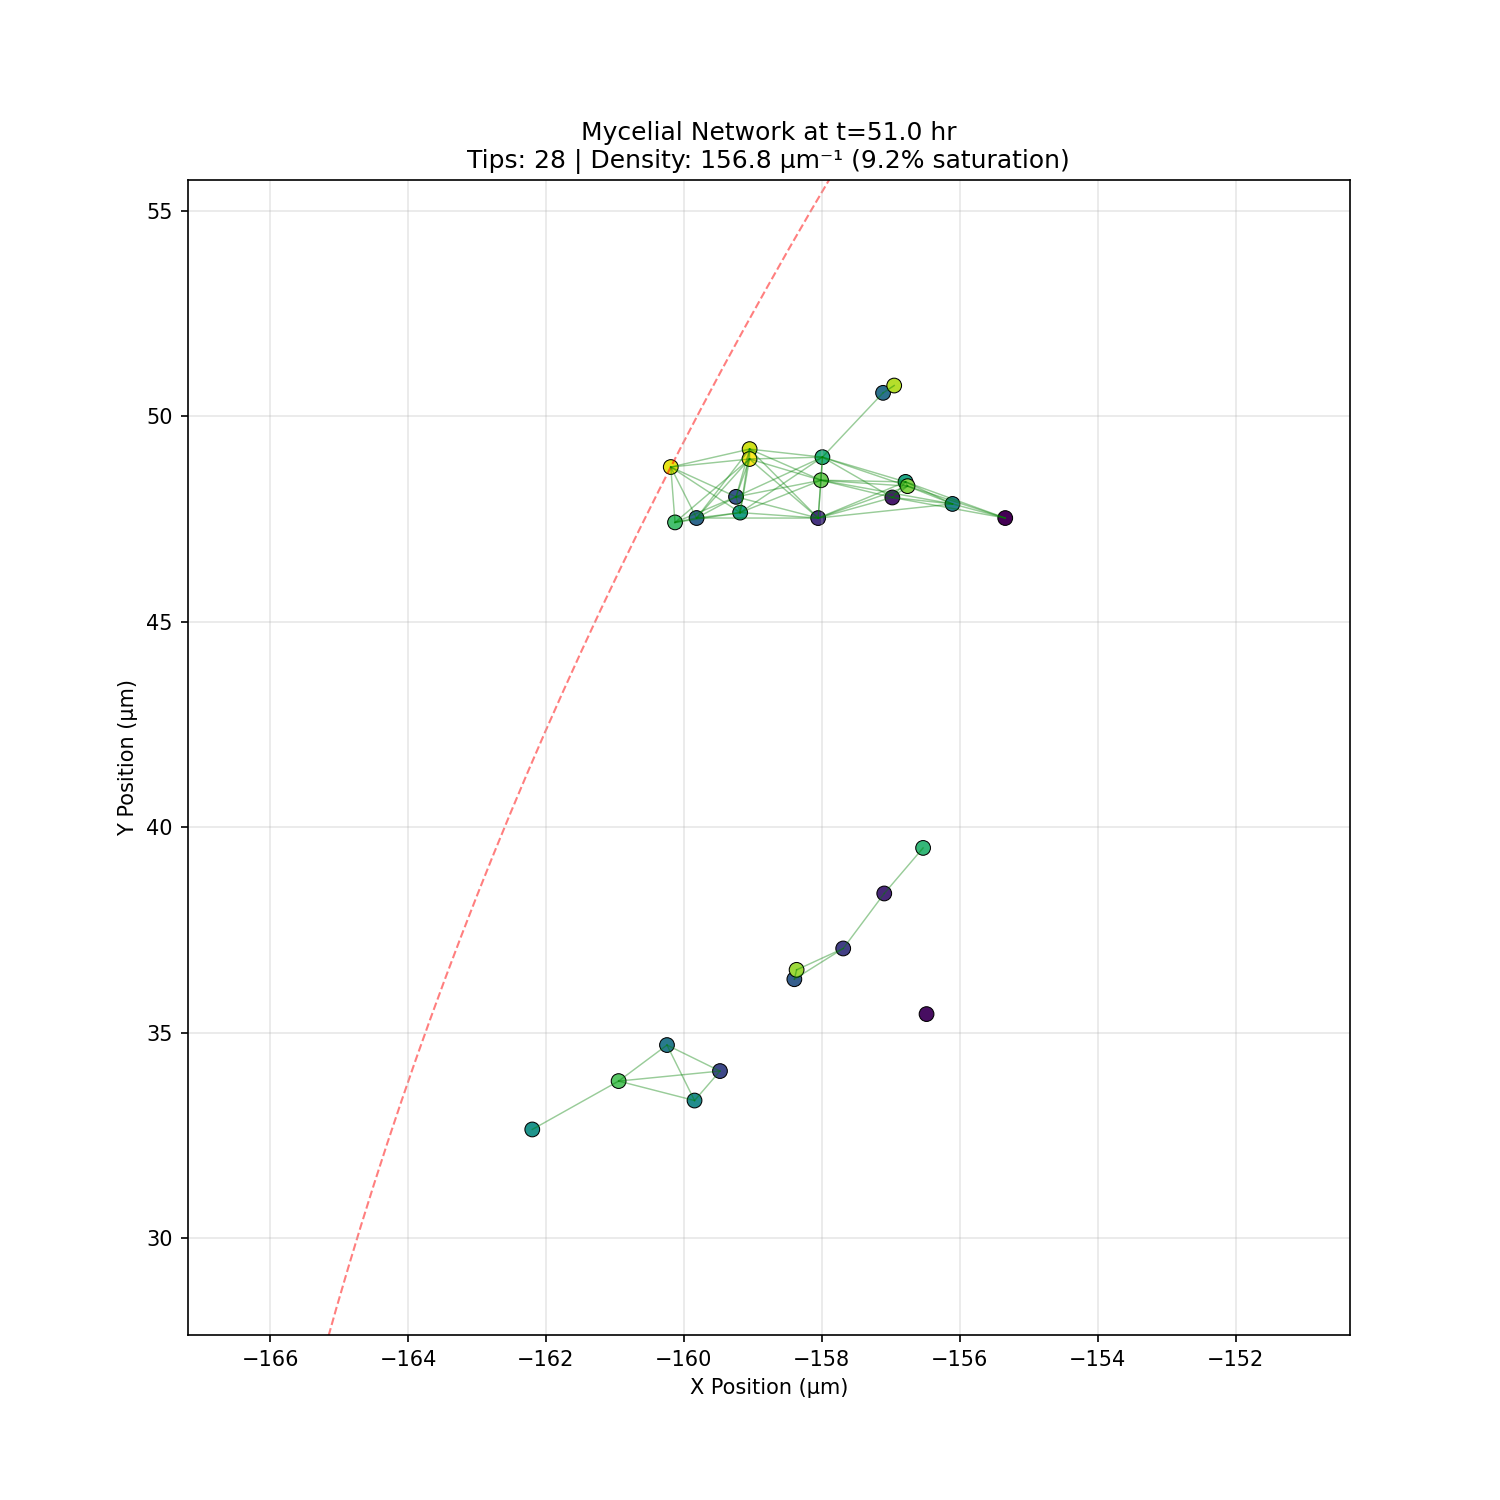 Mycelial Network at t=51.0 hr
Tips: 28 | Density: 156.8 μm⁻¹ (9.2% saturation)
55
50
45
40
35
30
Y Position (μm)
−166 −164 −162 −160 −158 −156 −154 −152
X Position (μm)